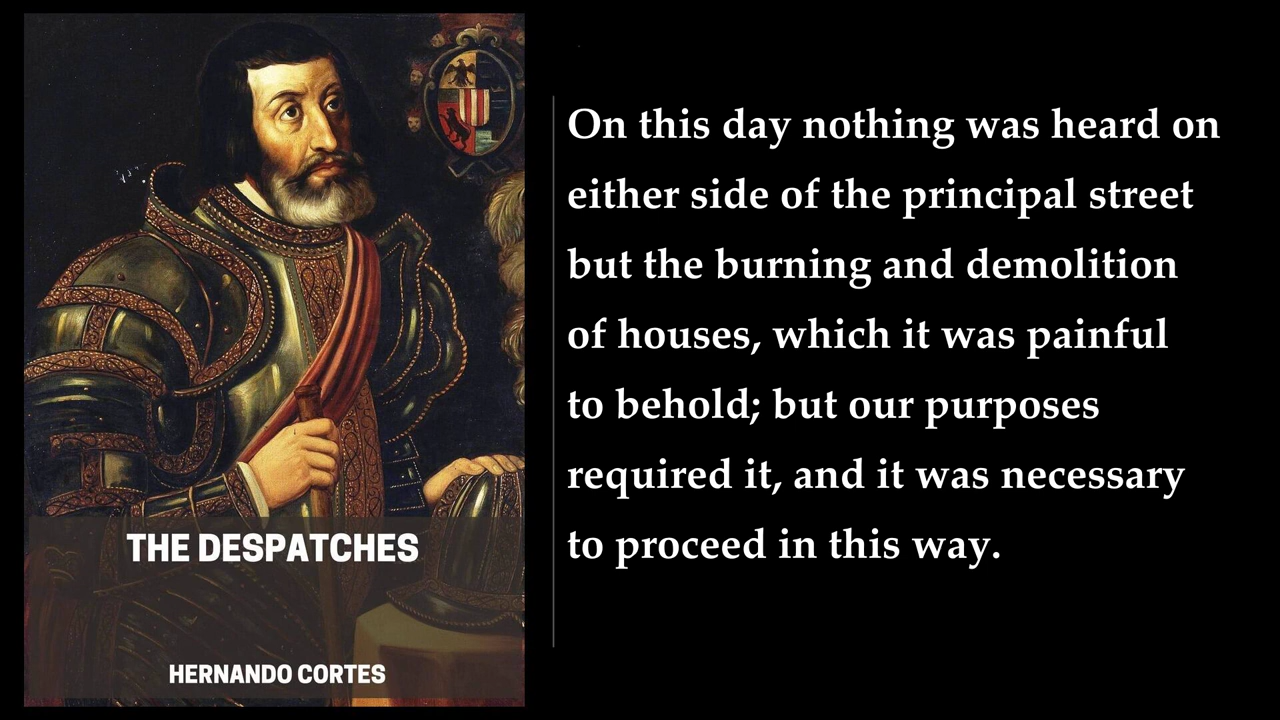 THE DESPATCHES
HERNANDO CORTES
On this day nothing was heard on
either side of the principal street
but the burning and demolition
of houses, which it was painful
to behold; but our purposes
required it, and it was necessary
to proceed in this way.